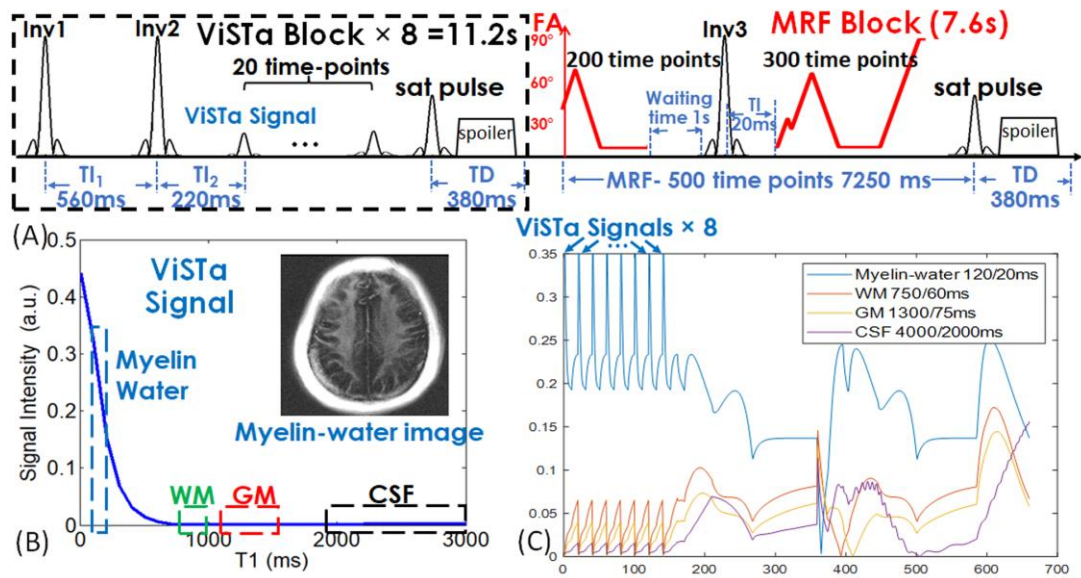 Inv1
Inv2
ViSTa Block × 8 =11.2s
20 time-points
ViSTa Signal
...
sat pulse
spoiler
TI1
560ms
TI2
220ms
TD
380ms
FA
90°
60°
30°
200 time points
Waiting
time 1s
Inv3
TI
20ms
MRF Block (7.6s)
300 time points
sat pulse
spoiler
MRF- 500 time points 7250 ms
TD
380ms
(A)
0.5
0.4
0.3
0.2
0.1
0
Signal Intensity (a.u.)
ViSTa
Signal
Myelin
Water
Myelin-water image
WM
GM
CSF
0
1000
2000
3000
T1 (ms)
(B)
ViSTa Signals × 8
...
0.35
0.3
0.25
0.2
0.15
0.1
0.05
0
Myelin-water 120/20ms
WM 750/60ms
GM 1300/75ms
CSF 4000/2000ms
(C)
0
100
200
300
400
500
600
700